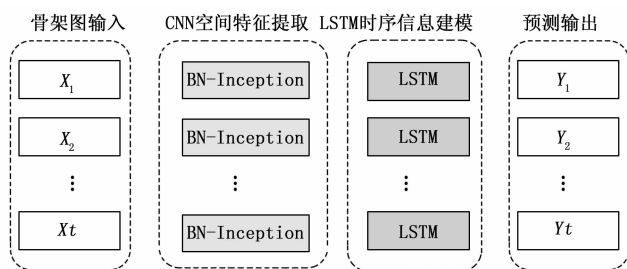 骨架图输入 CNN空间特征提取 LSTM时序信息建模 预测输出
X1 BN-Inception LSTM Y1
X2 BN-Inception LSTM Y2
⋮ ⋮ ⋮ ⋮
Xt BN-Inception LSTM Yt